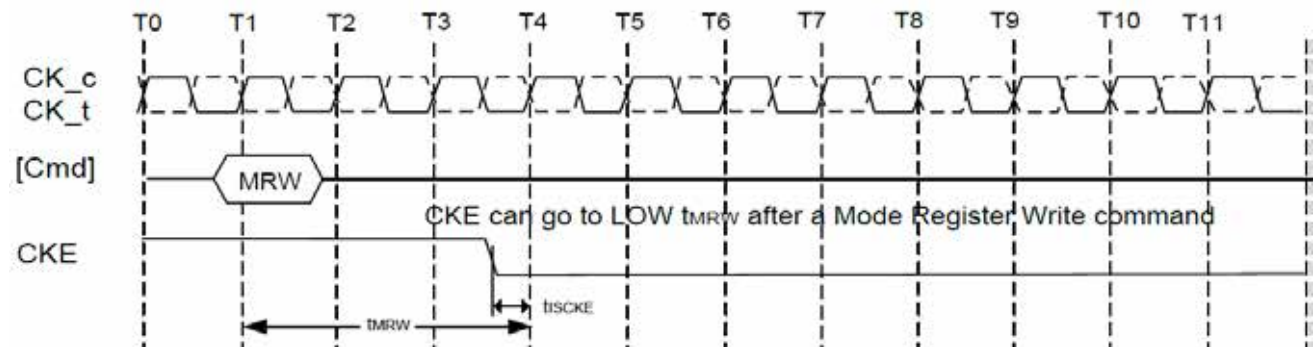 T0 T1 T2 T3 T4 T5 T6 T7 T8 T9 T10 T11
CK_c
CK_t
[Cmd] MRW
CKE can go to LOW tMRW after a Mode Register Write command
CKE
tISCKE
tMRW